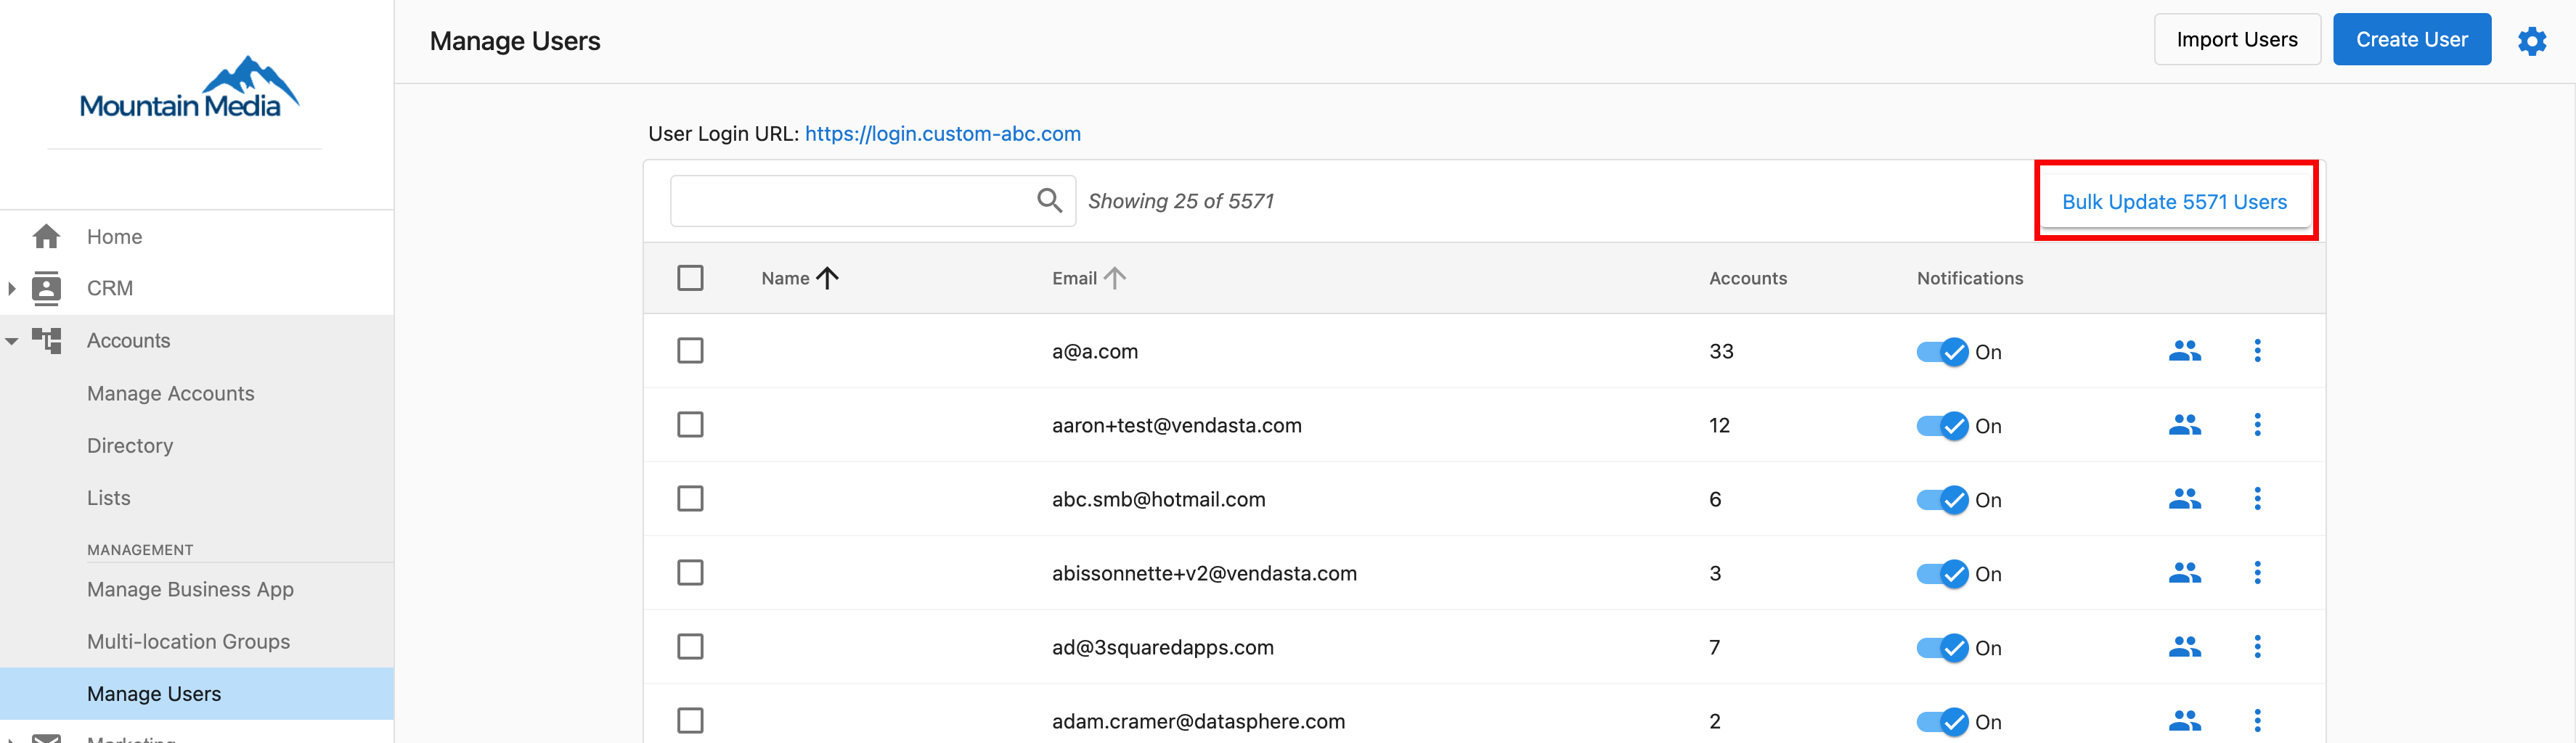 Mountain Media
Home
CRM
Accounts
Manage Accounts
Directory
Lists
MANAGEMENT
Manage Business App
Multi-location Groups
Manage Users
Marketing
Manage Users
Import Users
Create User
User Login URL: https://login.custom-abc.com
Showing 25 of 5571
Bulk Update 5571 Users
Name Email Accounts Notifications
a@a.com 33 On
aaron+test@vendasta.com 12 On
abc.smb@hotmail.com 6 On
abissonnette+v2@vendasta.com 3 On
ad@3squaredapps.com 7 On
adam.cramer@datasphere.com 2 On